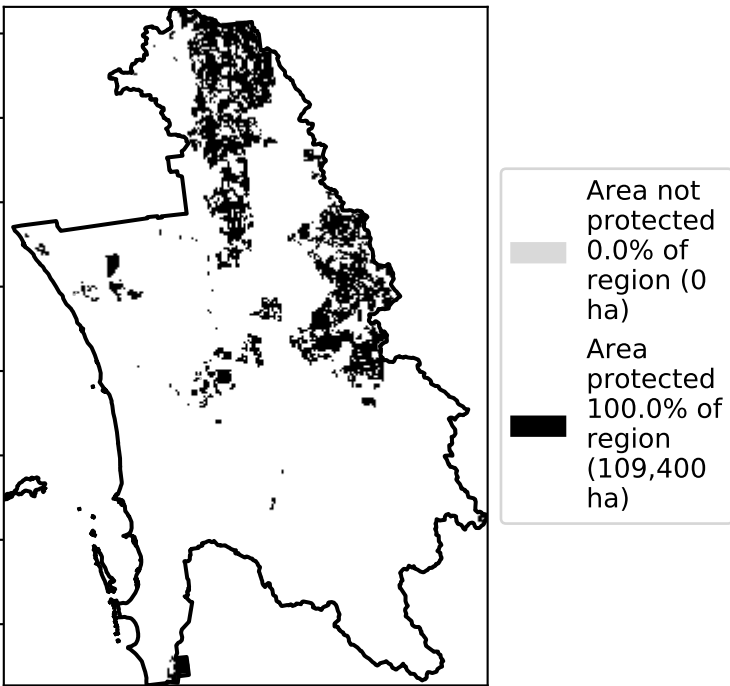 Area not
protected
0.0% of
region (0
ha)
Area
protected
100.0% of
region
(109,400
ha)